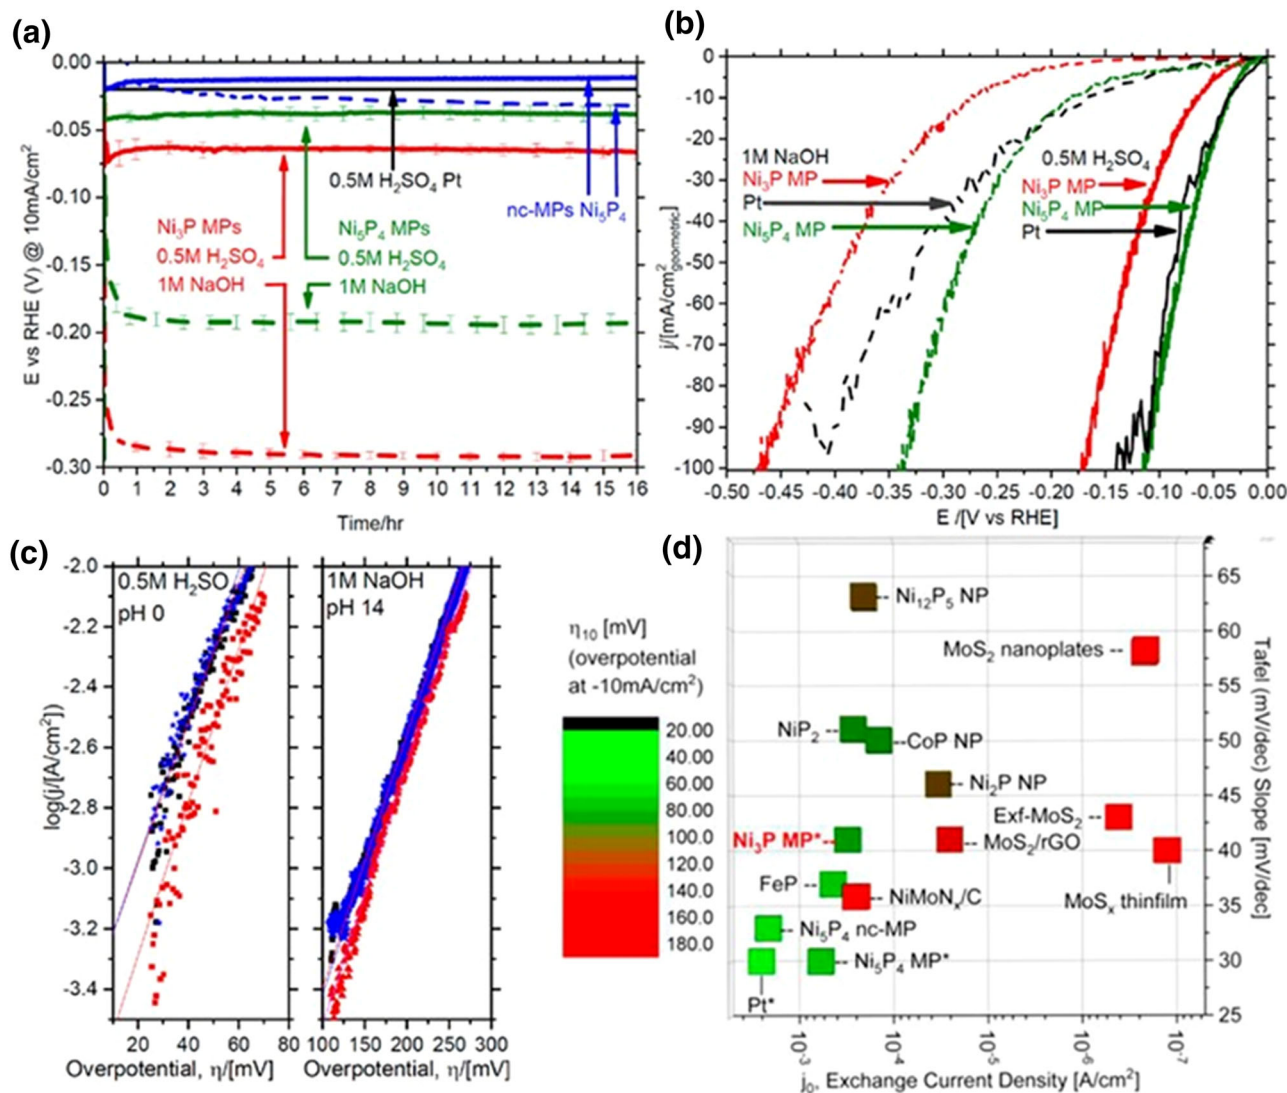 (a)
0.00
-0.05
-0.10
-0.15
-0.20
-0.25
-0.30
E vs RHE (V) @ 10mA/cm²
0.5M H₂SO₄ Pt
nc-MPs Ni₅P₄
Ni₃P MPs
0.5M H₂SO₄
1M NaOH
Ni₅P₄ MPs
0.5M H₂SO₄
1M NaOH
0 1 2 3 4 5 6 7 8 9 10 11 12 13 14 15 16
Time/hr
(b)
0
-10
-20
-30
-40
-50
-60
-70
-80
-90
-100
j/[mA/cm²geometric]
1M NaOH
Ni₃P MP
Pt
Ni₅P₄ MP
0.5M H₂SO₄
Ni₃P MP
Ni₅P₄ MP
Pt
-0.50 -0.45 -0.40 -0.35 -0.30 -0.25 -0.20 -0.15 -0.10 -0.05 0.00
E /[V vs RHE]
(c)
-2.0
-2.2
-2.4
-2.6
-2.8
-3.0
-3.2
-3.4
log(j/[A/cm²])
0.5M H₂SO
pH 0
1M NaOH
pH 14
20 40 60 80
100 150 200 250 300
Overpotential, η/[mV]
Overpotential, η/[mV]
η₁₀ [mV]
(overpotential
at -10mA/cm²)
20.00
40.00
60.00
80.00
100.0
120.0
140.0
160.0
180.0
(d)
Ni₁₂P₅ NP
MoS₂ nanoplates
NiP₂
CoP NP
Ni₂P NP
Exf-MoS₂
Ni₃P MP*
MoS₂/rGO
FeP
NiMoNₓ/C
MoSₓ thinfilm
Ni₅P₄ nc-MP
Ni₅P₄ MP*
Pt*
65
60
55
50
45
40
35
30
25
Tafel (mV/dec) Slope [mV/dec]
10⁻³ 10⁻⁴ 10⁻⁵ 10⁻⁶ 10⁻⁷
j₀, Exchange Current Density [A/cm²]